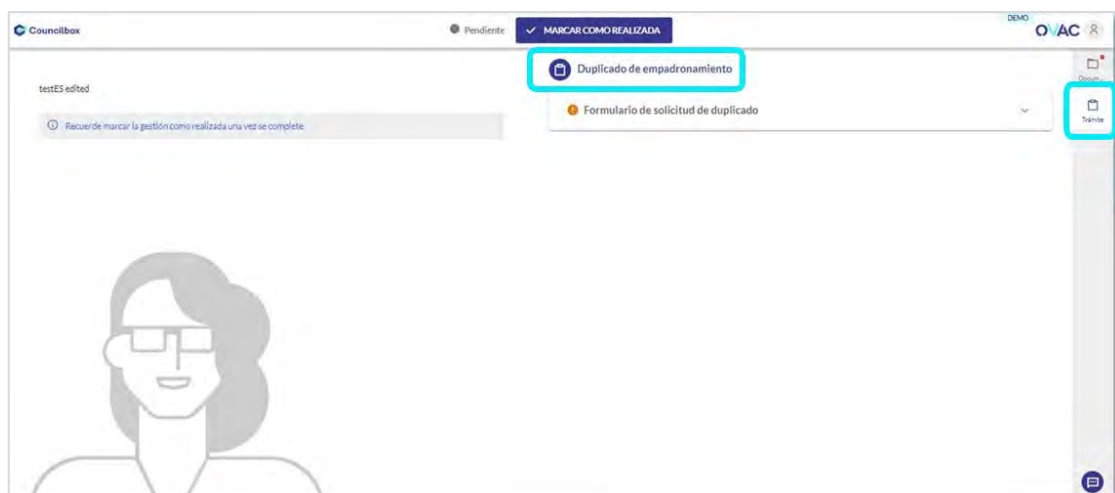 Councilbox
Pendiente
MARCAR COMO REALIZADA
DEMO
OVAC
Duplicado de empadronamiento
Docum...
testES edited
Formulario de solicitud de duplicado
Trámite
Recuerde marcar la gestión como realizada una vez se complete